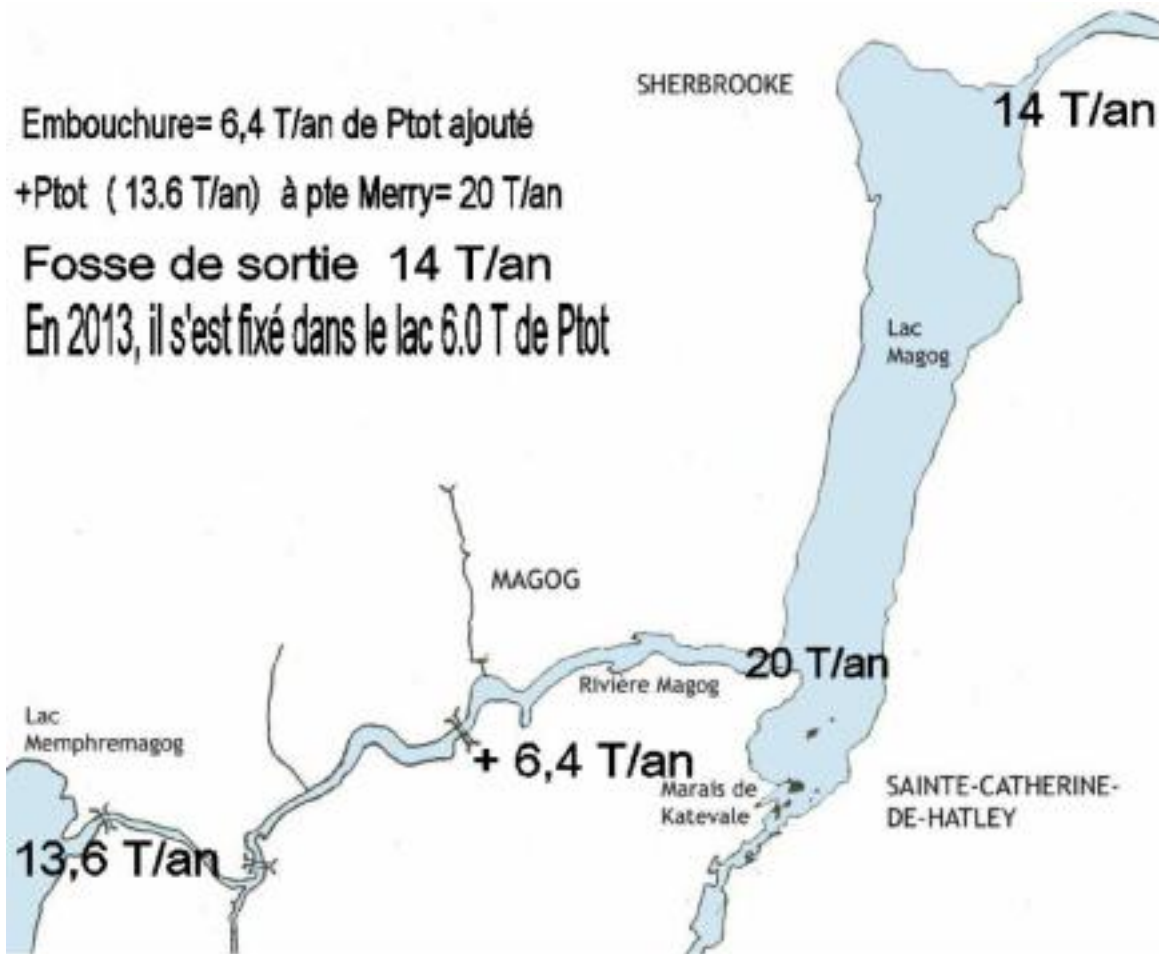 Embouchure= 6,4 T/an de Ptot ajouté
+Ptot ( 13.6 T/an) à pte Merry= 20 T/an
Fosse de sortie 14 T/an
En 2013, il s'est fixé dans le lac 6.0 T de Ptot
SHERBROOKE
14 T/an
Lac
Magog
MAGOG
20 T/an
Rivière Magog
Lac
Memphremagog
+ 6,4 T/an
Marais de
Katevale
SAINTE-CATHERINE-
DE-HATLEY
13,6 T/an